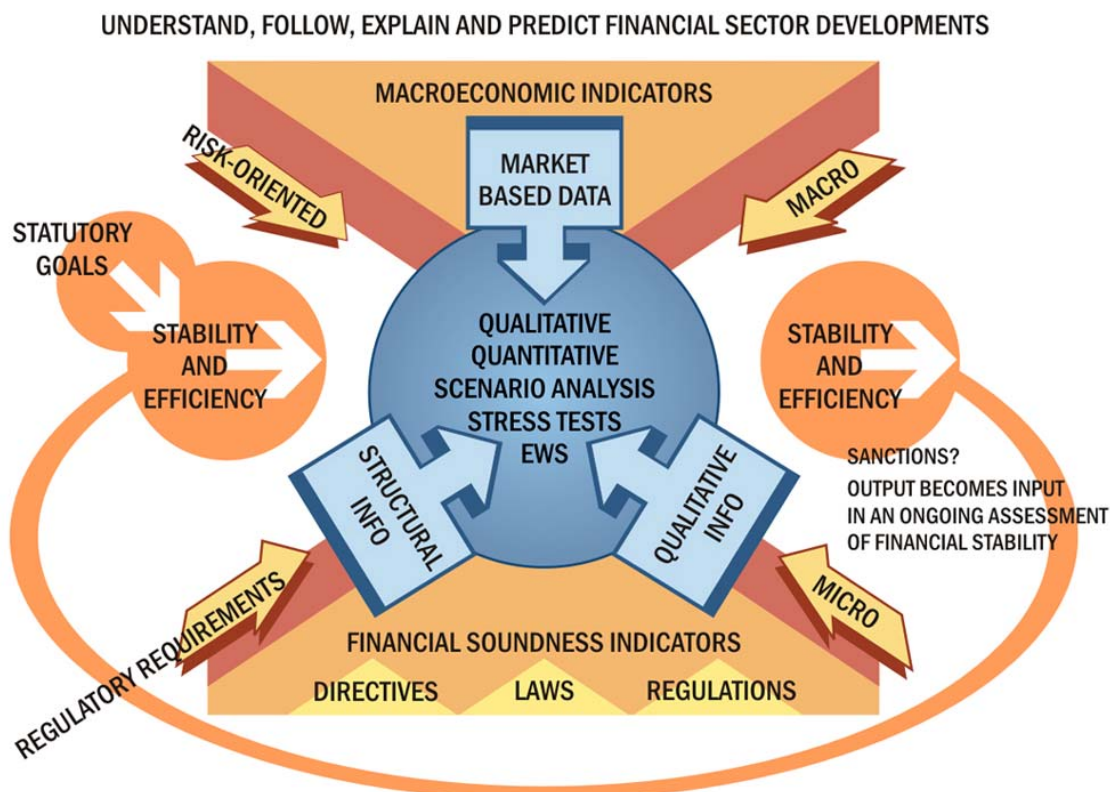 UNDERSTAND, FOLLOW, EXPLAIN AND PREDICT FINANCIAL SECTOR DEVELOPMENTS
MACROECONOMIC INDICATORS
MARKET
BASED DATA
RISK-ORIENTED
MACRO
STATUTORY
GOALS
STABILITY
AND
EFFICIENCY
QUALITATIVE
QUANTITATIVE
SCENARIO ANALYSIS
STRESS TESTS
EWS
STABILITY
AND
EFFICIENCY
SANCTIONS?
OUTPUT BECOMES INPUT
IN AN ONGOING ASSESSMENT
OF FINANCIAL STABILITY
STRUCTURAL
INFO
QUALITATIVE
INFO
REGULATORY REQUIREMENTS
MICRO
FINANCIAL SOUNDNESS INDICATORS
DIRECTIVES
LAWS
REGULATIONS